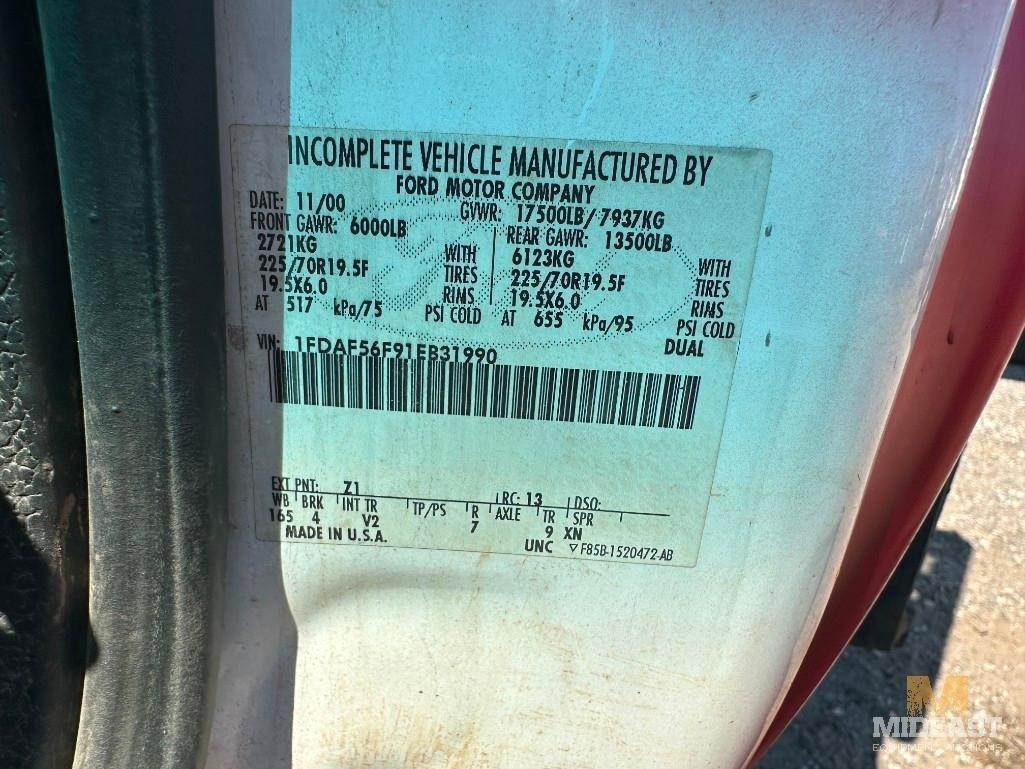 INCOMPLETE VEHICLE MANUFACTURED BY
FORD MOTOR COMPANY
DATE: 11/00 GVWR: 17500LB/ 7937KG
FRONT GAWR: 6000LB REAR GAWR: 13500LB
2721KG WITH 6123KG WITH
225/70R19.5F TIRES 225/70R19.5F TIRES
19.5X6.0 RIMS 19.5X6.0 RIMS
AT 517 kPa/75 PSI COLD AT 655 kPa/95 PSI COLD
DUAL
VIN: 1FDAF56F91EB31990
EXT PNT: Z1 RC: 13 DSO:
WB BRK INT TR TP/PS R AXLE TR SPR
165 4 V2 7 9 XN
MADE IN U.S.A. UNC ▽ F85B-1520472-AB
M
MIDEAST
EQUIPMENT AUCTIONS